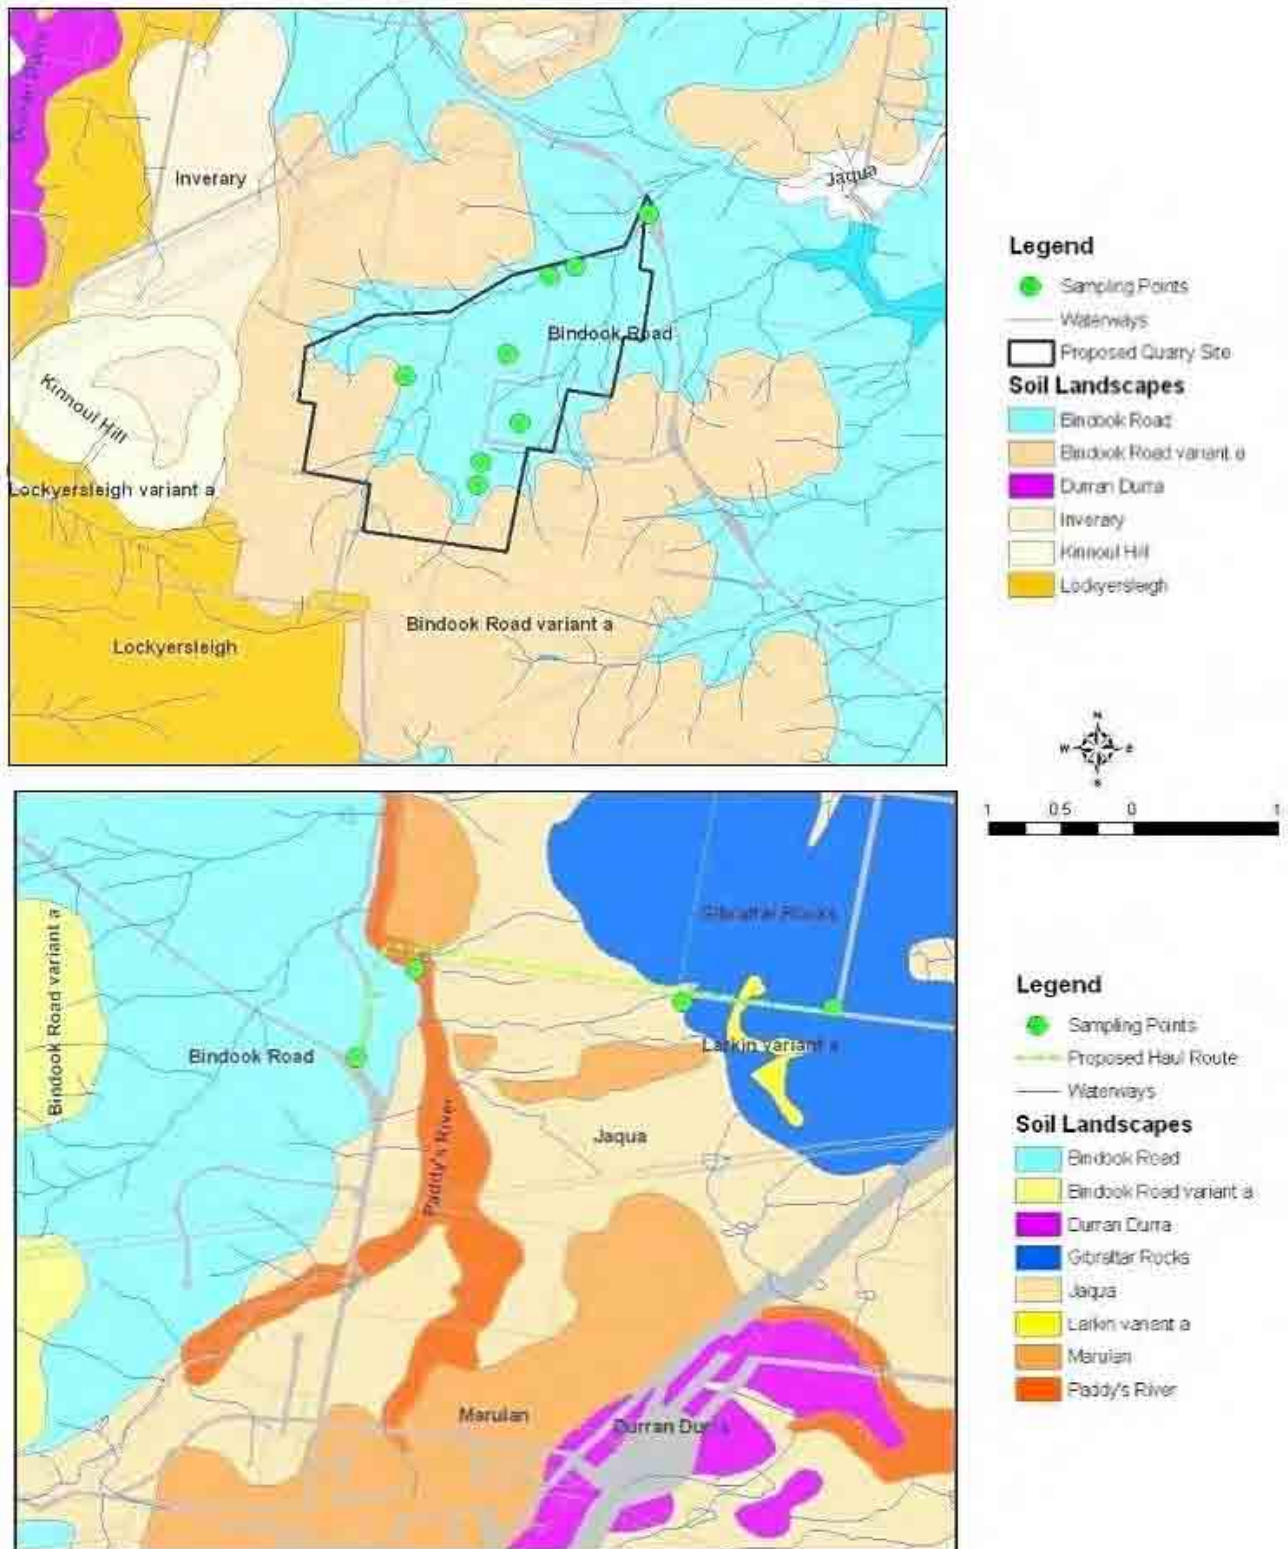 Inverary
Jaqua
Bindook Road
Kinnoul Hill
Lockyersleigh variant a
Bindook Road variant a
Lockyersleigh
Legend
Sampling Points
Waterways
Proposed Quarry Site
Soil Landscapes
Bindook Road
Bindook Road variant a
Durran Durra
Inverary
Kinnoul Hill
Lockyersleigh
N
W E
S
1 0.5 0 1
Bindook Road variant a
Bindook Road
Paddy's River
Gibraltar Rocks
Larkin variant a
Jaqua
Marulan
Durran Durra
Legend
Sampling Points
Proposed Haul Route
Waterways
Soil Landscapes
Bindook Road
Bindook Road variant a
Durran Durra
Gibraltar Rocks
Jaqua
Larkin variant a
Marulan
Paddy's River